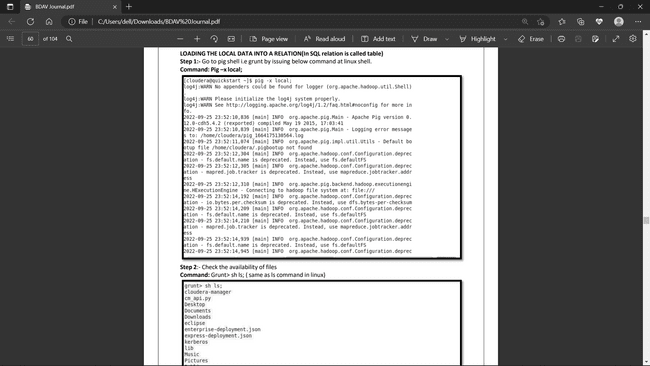 BDAV Journal.pdf
File
C:/Users/dell/Downloads/BDAV%20Journal.pdf
60 of 104
Page view
Read aloud
Add text
Draw
Highlight
Erase
LOADING THE LOCAL DATA INTO A RELATION(In SQL relation is called table)
Step 1:- Go to pig shell i.e grunt by issuing below command at linux shell.
Command: Pig –x local;
[cloudera@quickstart ~]$ pig -x local;
log4j:WARN No appenders could be found for logger (org.apache.hadoop.util.Shell)
.
log4j:WARN Please initialize the log4j system properly.
log4j:WARN See http://logging.apache.org/log4j/1.2/faq.html#noconfig for more in
fo.
2022-09-25 23:52:10,836 [main] INFO org.apache.pig.Main - Apache Pig version 0.
12.0-cdh5.4.2 (rexported) compiled May 19 2015, 17:03:41
2022-09-25 23:52:10,839 [main] INFO org.apache.pig.Main - Logging error message
s to: /home/cloudera/pig_1664175130564.log
2022-09-25 23:52:11,074 [main] INFO org.apache.pig.impl.util.Utils - Default bo
otup file /home/cloudera/.pigbootup not found
2022-09-25 23:52:12,304 [main] INFO org.apache.hadoop.conf.Configuration.deprec
ation - fs.default.name is deprecated. Instead, use fs.defaultFS
2022-09-25 23:52:12,305 [main] INFO org.apache.hadoop.conf.Configuration.deprec
ation - mapred.job.tracker is deprecated. Instead, use mapreduce.jobtracker.addr
ess
2022-09-25 23:52:12,310 [main] INFO org.apache.pig.backend.hadoop.executionengi
ne.HExecutionEngine - Connecting to hadoop file system at: file:///
2022-09-25 23:52:14,192 [main] INFO org.apache.hadoop.conf.Configuration.deprec
ation - io.bytes.per.checksum is deprecated. Instead, use dfs.bytes-per-checksum
2022-09-25 23:52:14,209 [main] INFO org.apache.hadoop.conf.Configuration.deprec
ation - fs.default.name is deprecated. Instead, use fs.defaultFS
2022-09-25 23:52:14,210 [main] INFO org.apache.hadoop.conf.Configuration.deprec
ation - mapred.job.tracker is deprecated. Instead, use mapreduce.jobtracker.addr
ess
2022-09-25 23:52:14,939 [main] INFO org.apache.hadoop.conf.Configuration.deprec
ation - fs.default.name is deprecated. Instead, use fs.defaultFS
2022-09-25 23:52:14,945 [main] INFO org.apache.hadoop.conf.Configuration.deprec
Step 2:- Check the availability of files
Command: Grunt> sh ls; ( same as ls command in linux)
grunt> sh ls;
cloudera-manager
cm_api.py
Desktop
Documents
Downloads
eclipse
enterprise-deployment.json
express-deployment.json
kerberos
lib
Music
Pictures